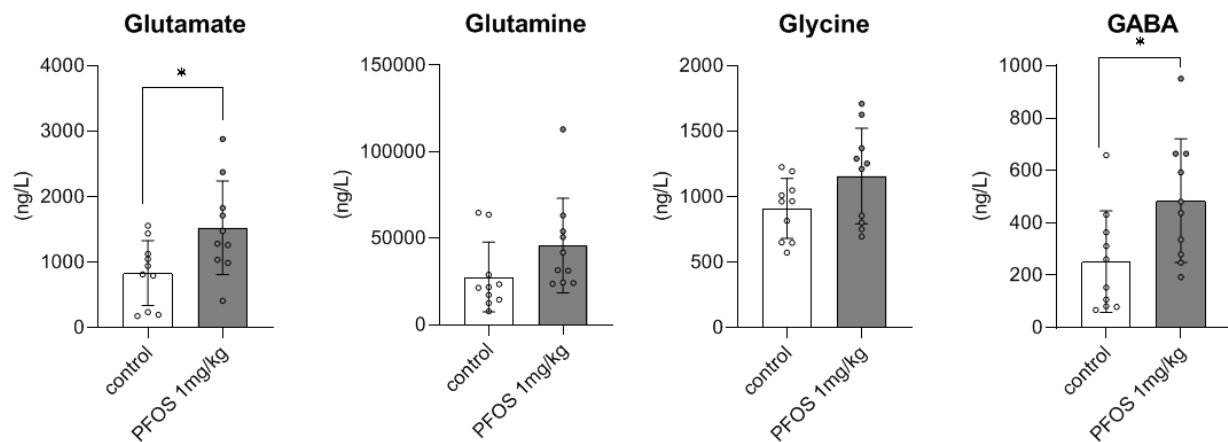 Glutamate
*
4000
3000
2000
1000
0
(ng/L)
control
PFOS 1mg/kg
Glutamine
150000
100000
50000
0
(ng/L)
control
PFOS 1mg/kg
Glycine
2000
1500
1000
500
0
(ng/L)
control
PFOS 1mg/kg
GABA
*
1000
800
600
400
200
0
(ng/L)
control
PFOS 1mg/kg